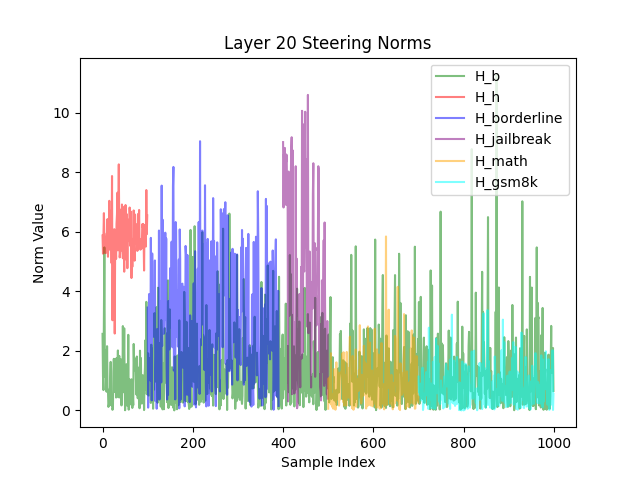 Layer 20 Steering Norms
H_b
H_h
H_borderline
H_jailbreak
H_math
H_gsm8k
Norm Value
10
8
6
4
2
0
0 200 400 600 800 1000
Sample Index